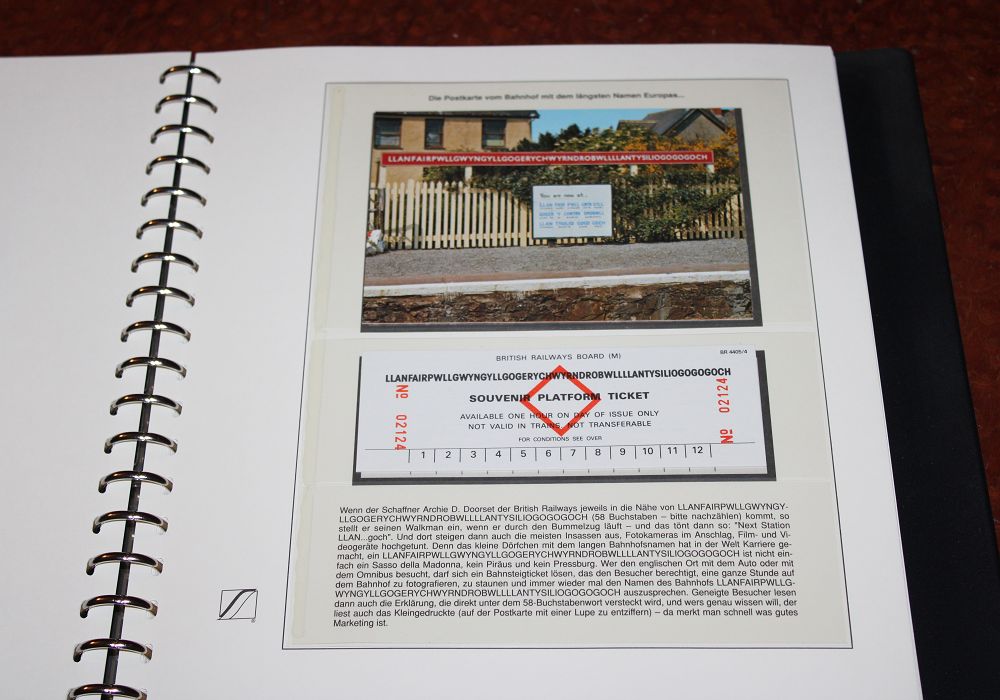 Die Postkarte vom Bahnhof mit dem längsten Namen Europas...
LLANFAIRPWLLGWYNGYLLGOGERYCHWYRNDROBWLLLLANTYSILIOGOGOGOCH
You are now at...
BRITISH RAILWAYS BOARD (M)
BR 4405/4
LLANFAIRPWLLGWYNGYLLGOGERYCHWYRNDROBWLLLLANTYSILIOGOGOGOCH
SOUVENIR PLATFORM TICKET
AVAILABLE ONE HOUR ON DAY OF ISSUE ONLY
NOT VALID IN TRAINS. NOT TRANSFERABLE
FOR CONDITIONS SEE OVER
Nº 02124
Nº 02124
1 2 3 4 5 6 7 8 9 10 11 12
Wenn der Schaffner Archie D. Doorset der British Railways jeweils in die Nähe von LLANFAIRPWLLGWYNGY-
LLGOGERYCHWYRNDROBWLLLLANTYSILIOGOGOGOCH (58 Buchstaben – bitte nachzählen) kommt, so
stellt er seinen Walkman ein, wenn er durch den Bummelzug läuft – und das tönt dann so: "Next Station
LLAN...goch". Und dort steigen dann auch die meisten Insassen aus, Fotokameras im Anschlag, Film- und Vi-
deogeräte hochgetunt. Denn das kleine Dörfchen mit dem langen Bahnhofsnamen hat in der Welt Karriere ge-
macht, ein LLANFAIRPWLLGWYNGYLLGOGERYCHWYRNDROBWLLLLANTYSILIOGOGOGOCH ist nicht ein-
fach ein Sasso della Madonna, kein Piräus und kein Pressburg. Wer den englischen Ort mit dem Auto oder mit
dem Omnibus besucht, darf sich ein Bahnsteigticket lösen, das den Besucher berechtigt, eine ganze Stunde auf
dem Bahnhof zu fotografieren, zu staunen und immer wieder mal den Namen des Bahnhofs LLANFAIRPWLLG-
WYNGYLLGOGERYCHWYRNDROBWLLLLANTYSILIOGOGOGOCH auszusprechen. Geneigte Besucher lesen
dann auch die Erklärung, die direkt unter dem 58-Buchstabenwort versteckt wird, und wers genau wissen will, der
liest auch das Kleingedruckte (auf der Postkarte mit einer Lupe zu entziffern) – da merkt man schnell was gutes
Marketing ist.